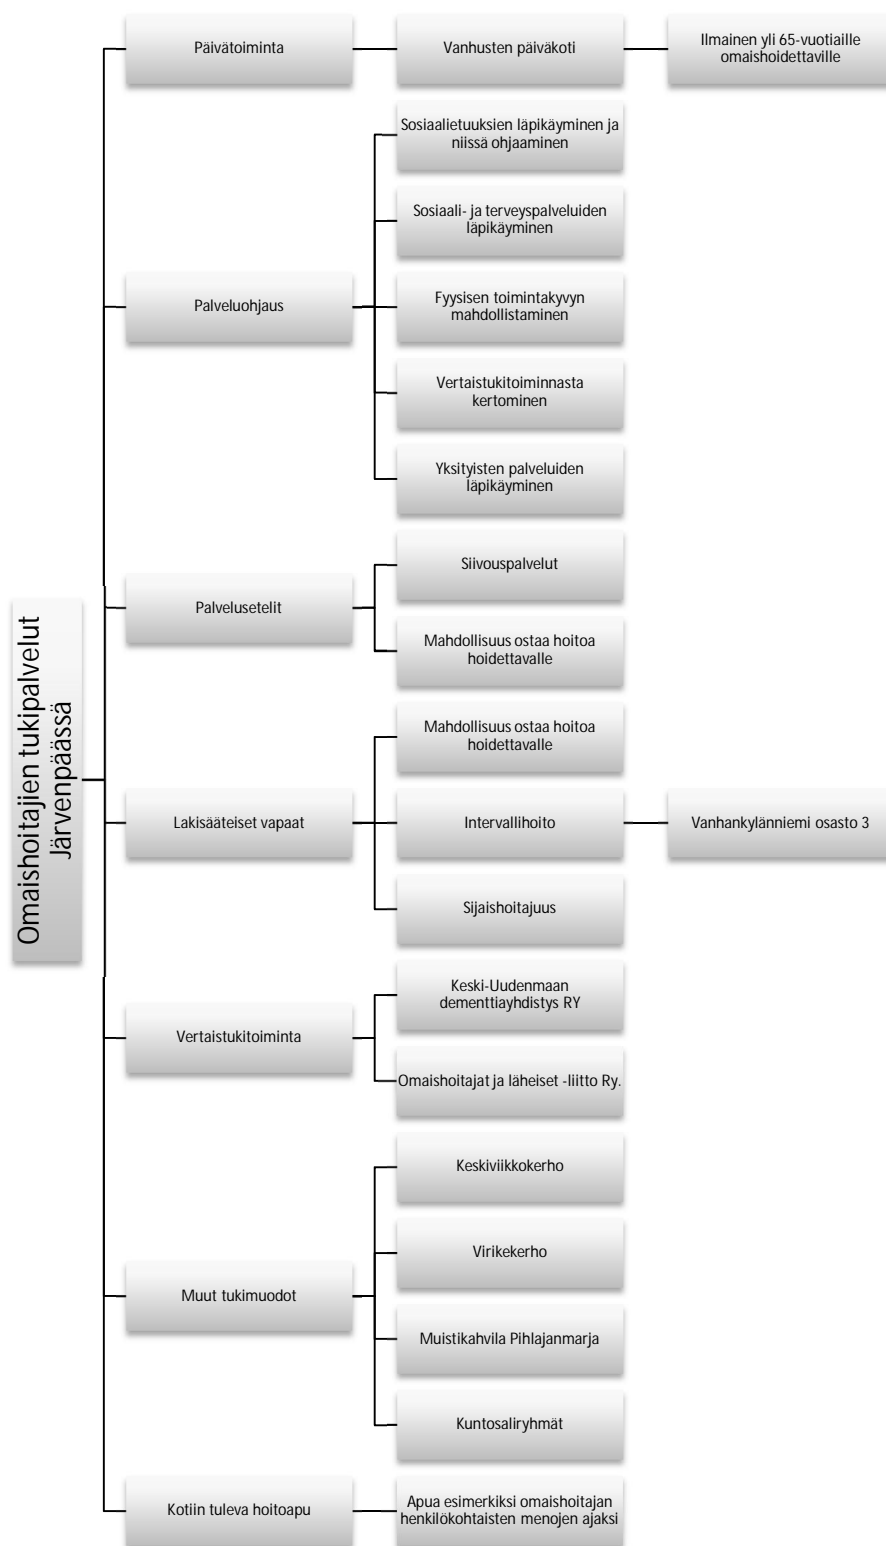 Omaishoitajien tukipalvelut
Järvenpäässä
Päivätoiminta
Vanhusten päiväkoti
Ilmainen yli 65-vuotiaille
omaishoidettaville
Palveluohjaus
Sosiaalietuuksien läpikäyminen ja
niissä ohjaaminen
Sosiaali- ja terveyspalveluiden
läpikäyminen
Fyysisen toimintakyvyn
mahdollistaminen
Vertaistukitoiminnasta
kertominen
Yksityisten palveluiden
läpikäyminen
Palvelusetelit
Siivouspalvelut
Mahdollisuus ostaa hoitoa
hoidettavalle
Lakisääteiset vapaat
Mahdollisuus ostaa hoitoa
hoidettavalle
Intervallihoito
Vanhankylänniemi osasto 3
Sijaishoitajuus
Vertaistukitoiminta
Keski-Uudenmaan
dementtiayhdistys RY
Omaishoitajat ja läheiset -liitto Ry.
Muut tukimuodot
Keskiviikkokerho
Virikekerho
Muistikahvila Pihlajanmarja
Kuntosaliryhmät
Kotiin tuleva hoitoapu
Apua esimerkiksi omaishoitajan
henkilökohtaisten menojen ajaksi